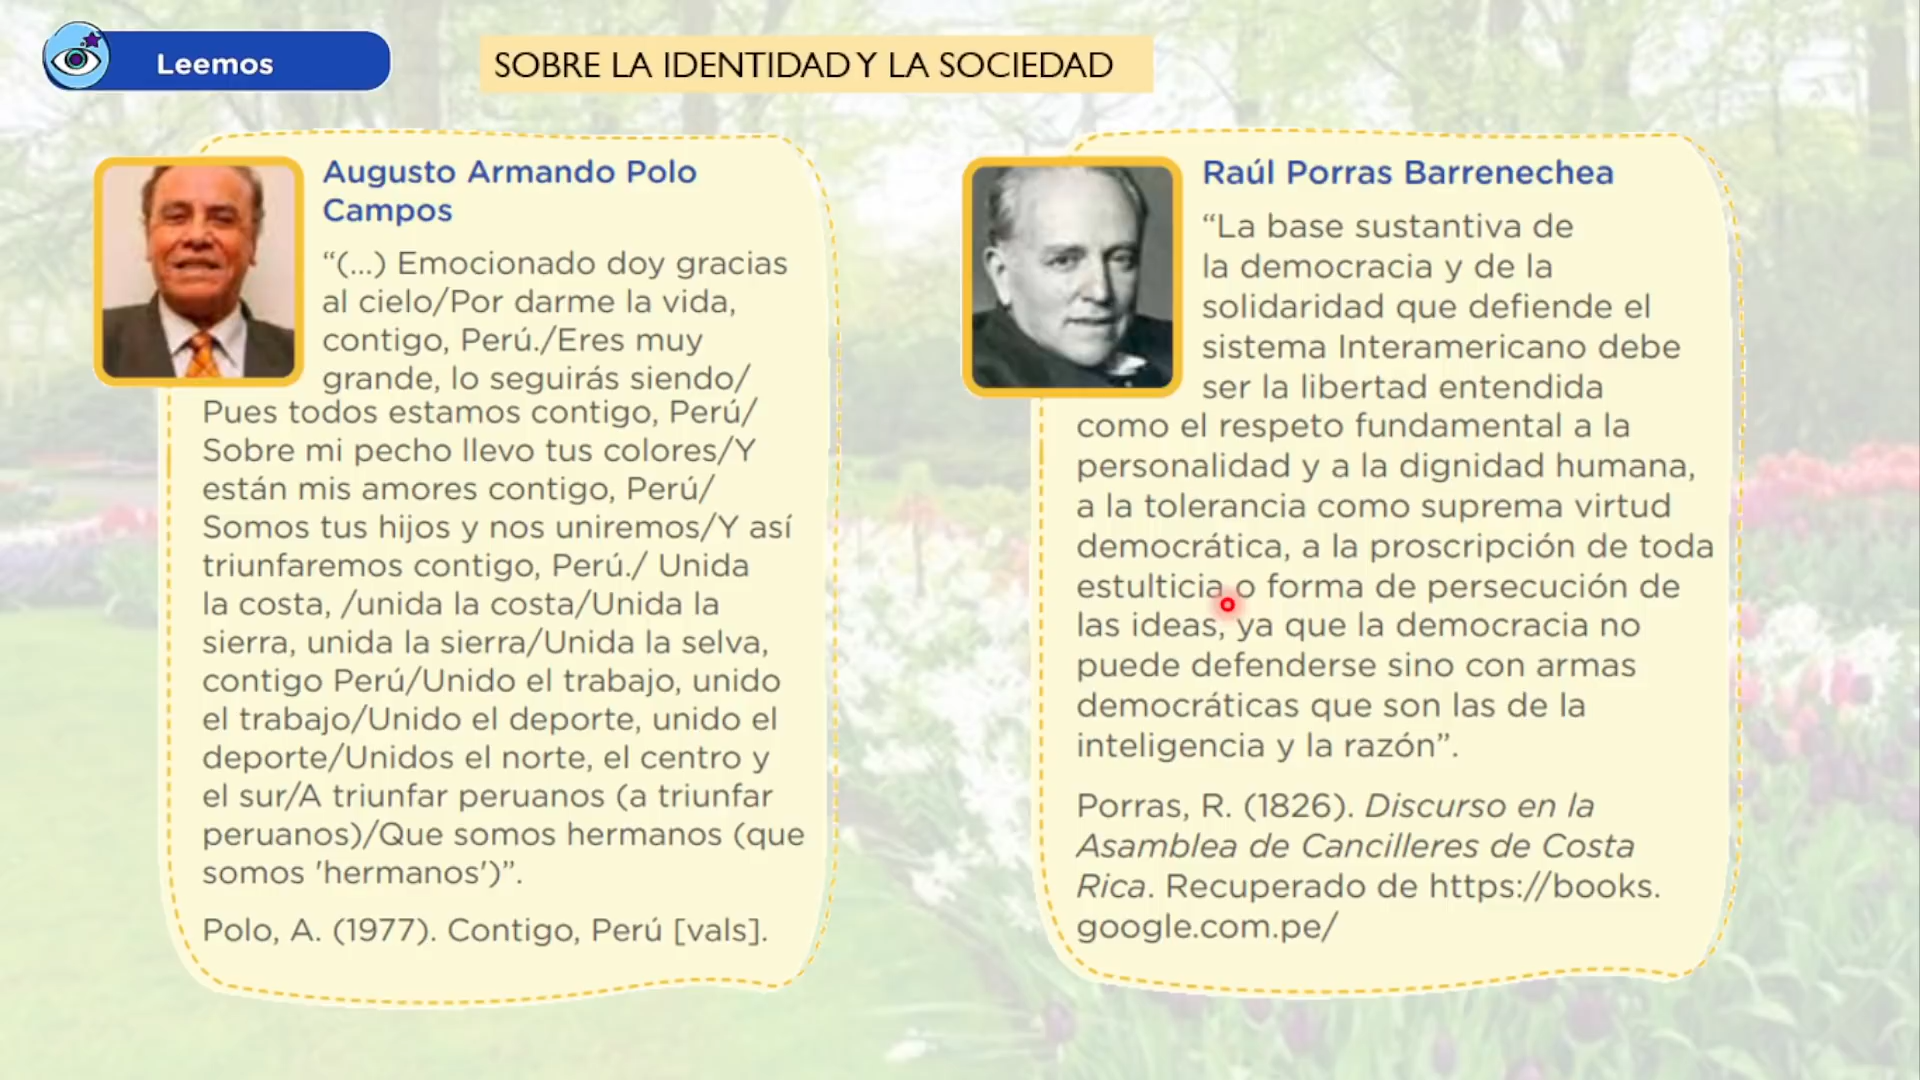 Leemos
SOBRE LA IDENTIDAD Y LA SOCIEDAD
Augusto Armando Polo
Campos
“(...) Emocionado doy gracias
al cielo/Por darme la vida,
contigo, Perú./Eres muy
grande, lo seguirás siendo/
Pues todos estamos contigo, Perú/
Sobre mi pecho llevo tus colores/Y
están mis amores contigo, Perú/
Somos tus hijos y nos uniremos/Y así
triunfaremos contigo, Perú./ Unida
la costa, /unida la costa/Unida la
sierra, unida la sierra/Unida la selva,
contigo Perú/Unido el trabajo, unido
el trabajo/Unido el deporte, unido el
deporte/Unidos el norte, el centro y
el sur/A triunfar peruanos (a triunfar
peruanos)/Que somos hermanos (que
somos 'hermanos')”.
Polo, A. (1977). Contigo, Perú [vals].
Raúl Porras Barrenechea
“La base sustantiva de
la democracia y de la
solidaridad que defiende el
sistema Interamericano debe
ser la libertad entendida
como el respeto fundamental a la
personalidad y a la dignidad humana,
a la tolerancia como suprema virtud
democrática, a la proscripción de toda
estulticia o forma de persecución de
las ideas, ya que la democracia no
puede defenderse sino con armas
democráticas que son las de la
inteligencia y la razón”.
Porras, R. (1826). Discurso en la
Asamblea de Cancilleres de Costa
Rica. Recuperado de https://books.
google.com.pe/